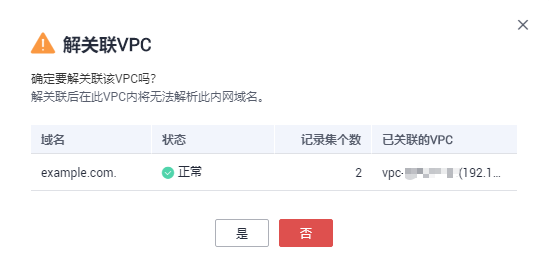 解关联VPC
确定要解关联该VPC吗?
解关联后在此VPC内将无法解析此内网域名。
域名 状态 记录集个数 已关联的VPC
example.com. 正常 2 vpc- (192.1...
是 否